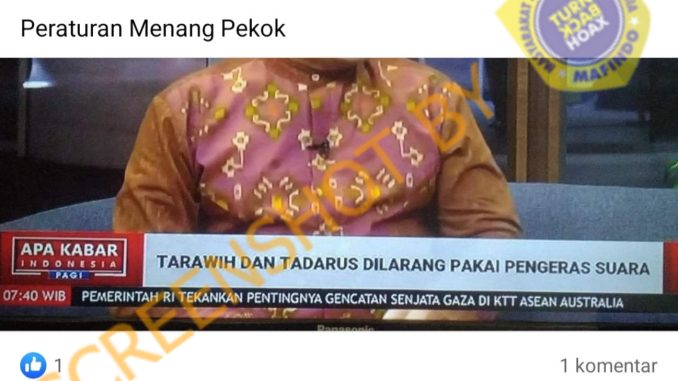 Peraturan Menang Pekok
MASYARAKAT
TURN
BACK
HOAX
MAFINDO
SCREENSHOT BY
APA KABAR
INDONESIA
PAGI
TARAWIH DAN TADARUS DILARANG PAKAI PENGERAS SUARA
07:40 WIB
PEMERINTAH RI TEKANKAN PENTINGNYA GENCATAN SENJATA GAZA DI KTT ASEAN AUSTRALIA
Panasonic
1
1 komentar